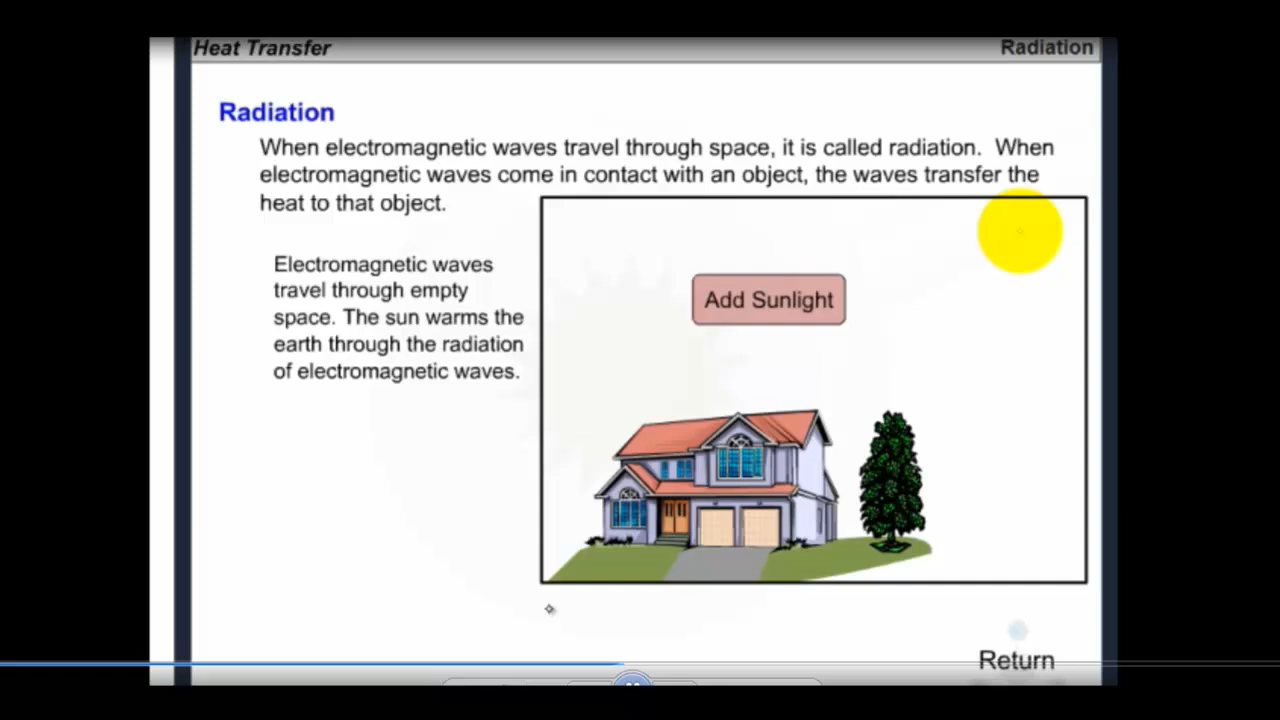 Heat Transfer
Radiation
Radiation
When electromagnetic waves travel through space, it is called radiation.  When
electromagnetic waves come in contact with an object, the waves transfer the
heat to that object.
Electromagnetic waves
travel through empty
space. The sun warms the
earth through the radiation
of electromagnetic waves.
Add Sunlight
Return